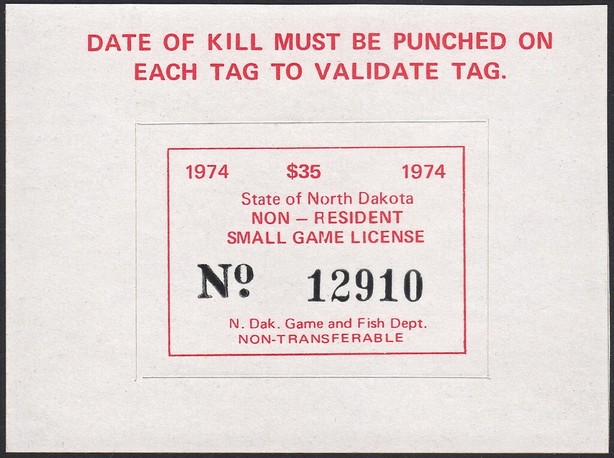 DATE OF KILL MUST BE PUNCHED ON
EACH TAG TO VALIDATE TAG.
1974 $35 1974
State of North Dakota
NON – RESIDENT
SMALL GAME LICENSE
Nº. 12910
N. Dak. Game and Fish Dept.
NON-TRANSFERABLE